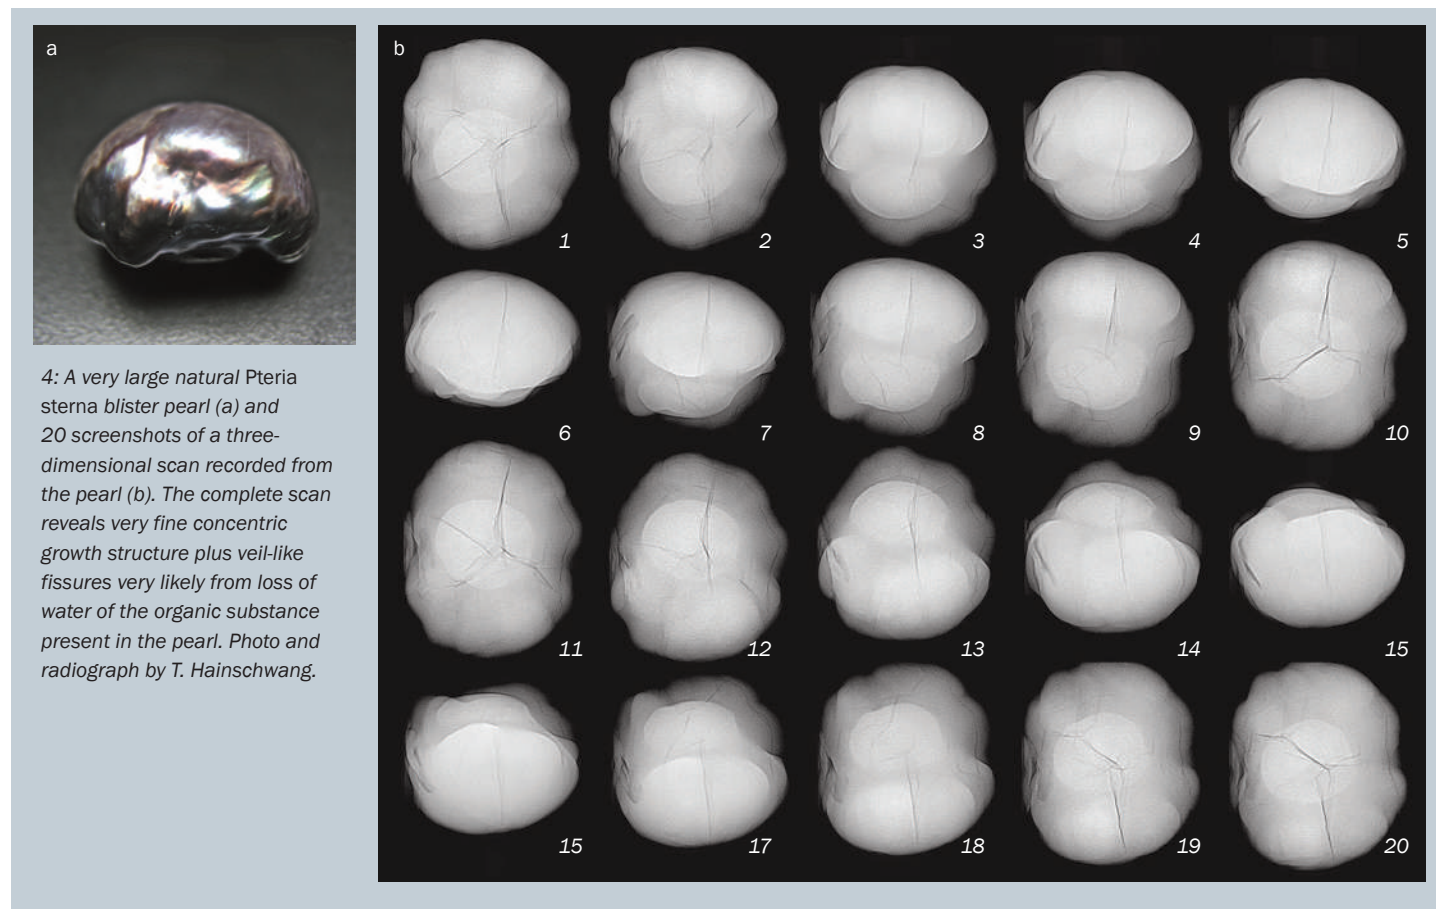 a
b
1
2
3
4
5
6
7
8
9
10
11
12
13
14
15
15
17
18
19
20
4: A very large natural Pteria
sterna blister pearl (a) and
20 screenshots of a three-
dimensional scan recorded from
the pearl (b). The complete scan
reveals very fine concentric
growth structure plus veil-like
fissures very likely from loss of
water of the organic substance
present in the pearl. Photo and
radiograph by T. Hainschwang.